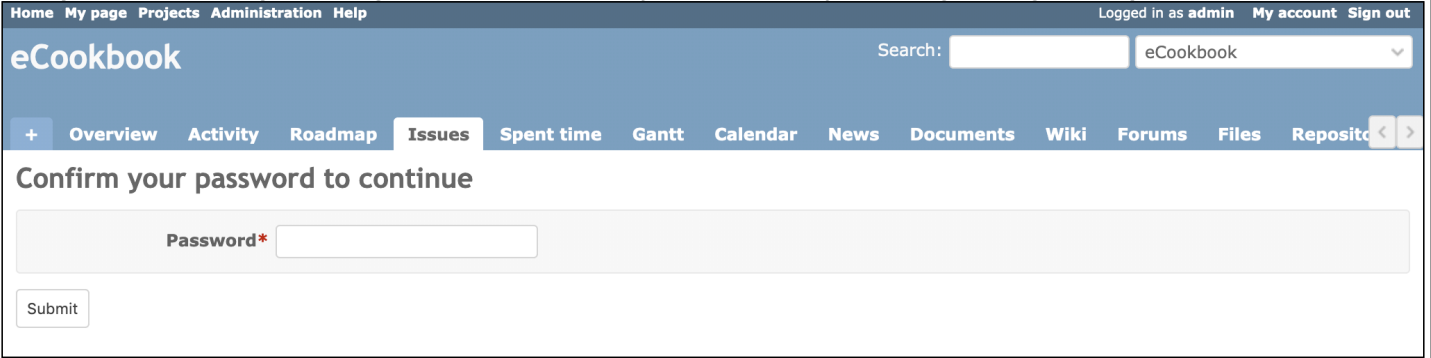 Home My page Projects Administration Help Logged in as admin My account Sign out
eCookbook Search: eCookbook
+ Overview Activity Roadmap Issues Spent time Gantt Calendar News Documents Wiki Forums Files Reposito
Confirm your password to continue
Password*
Submit